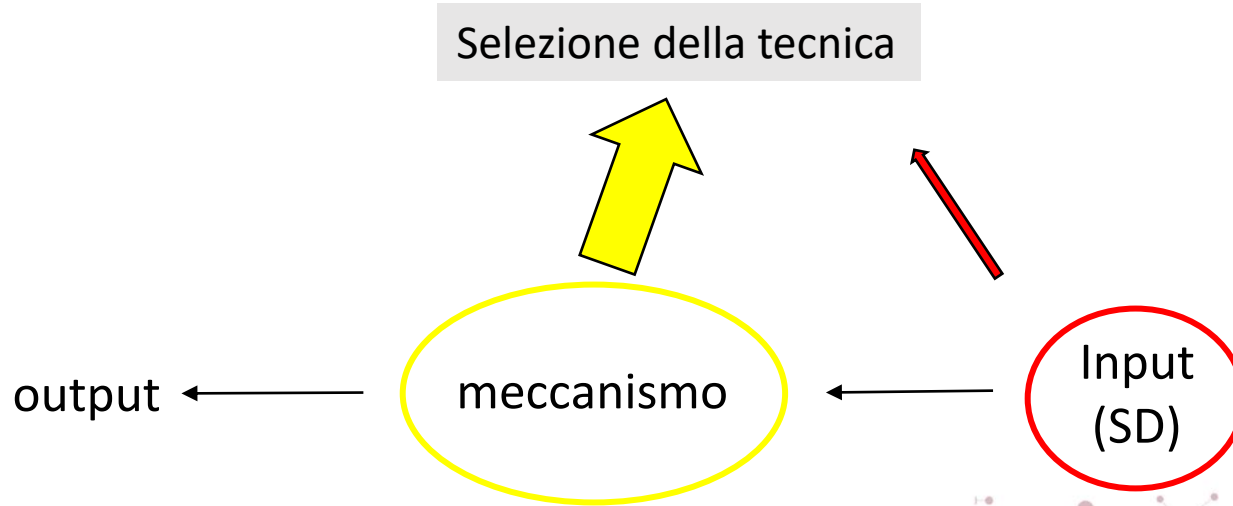 Selezione della tecnica
output
meccanismo
Input
(SD)